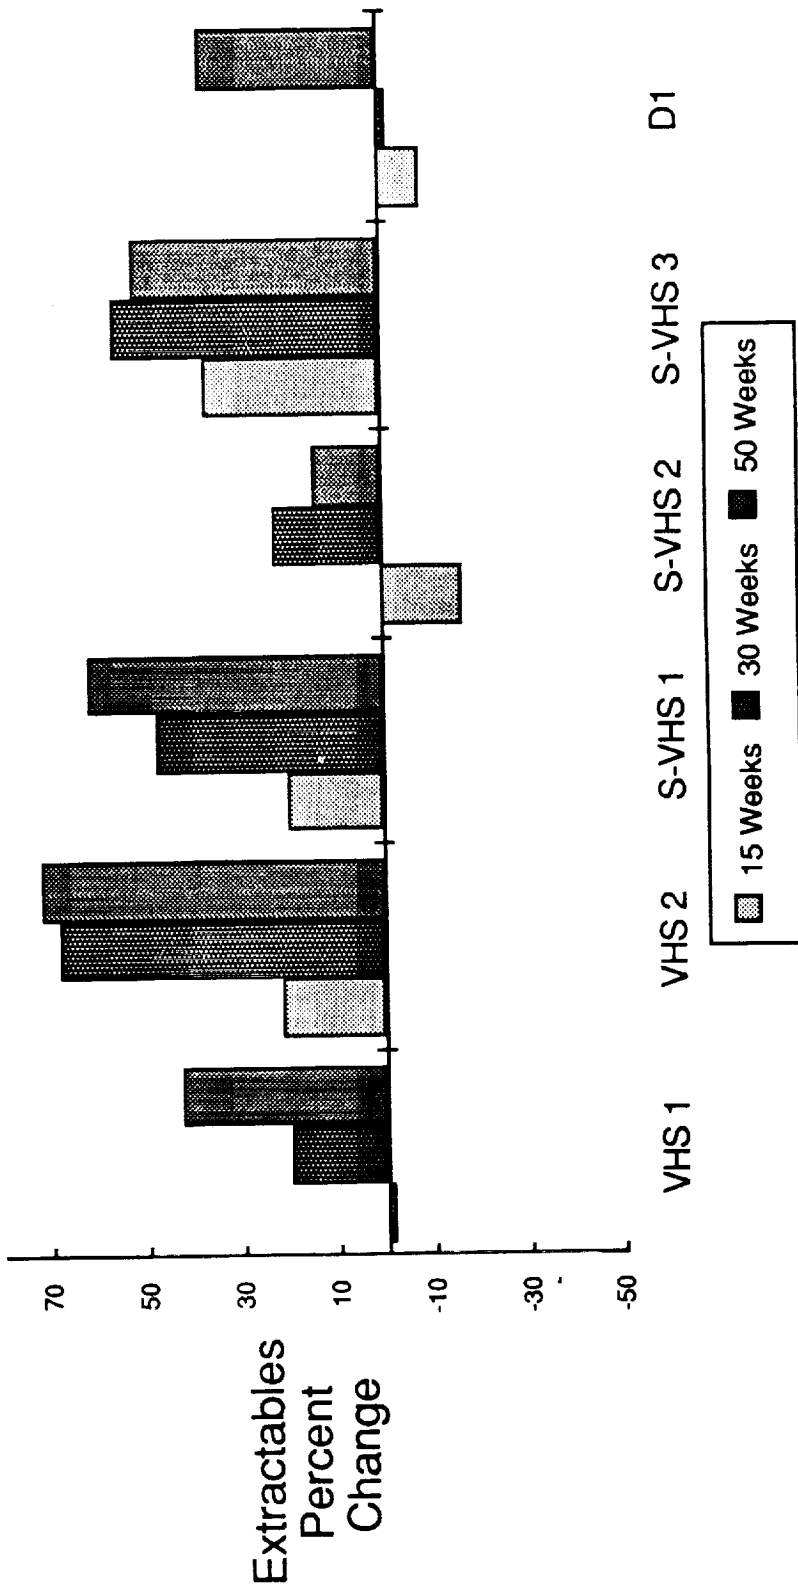 Extractables
Percent
Change
70
50
30
10
-10
-30
-50
VHS 1
VHS 2
S-VHS 1
S-VHS 2
S-VHS 3
D1
15 Weeks
30 Weeks
50 Weeks